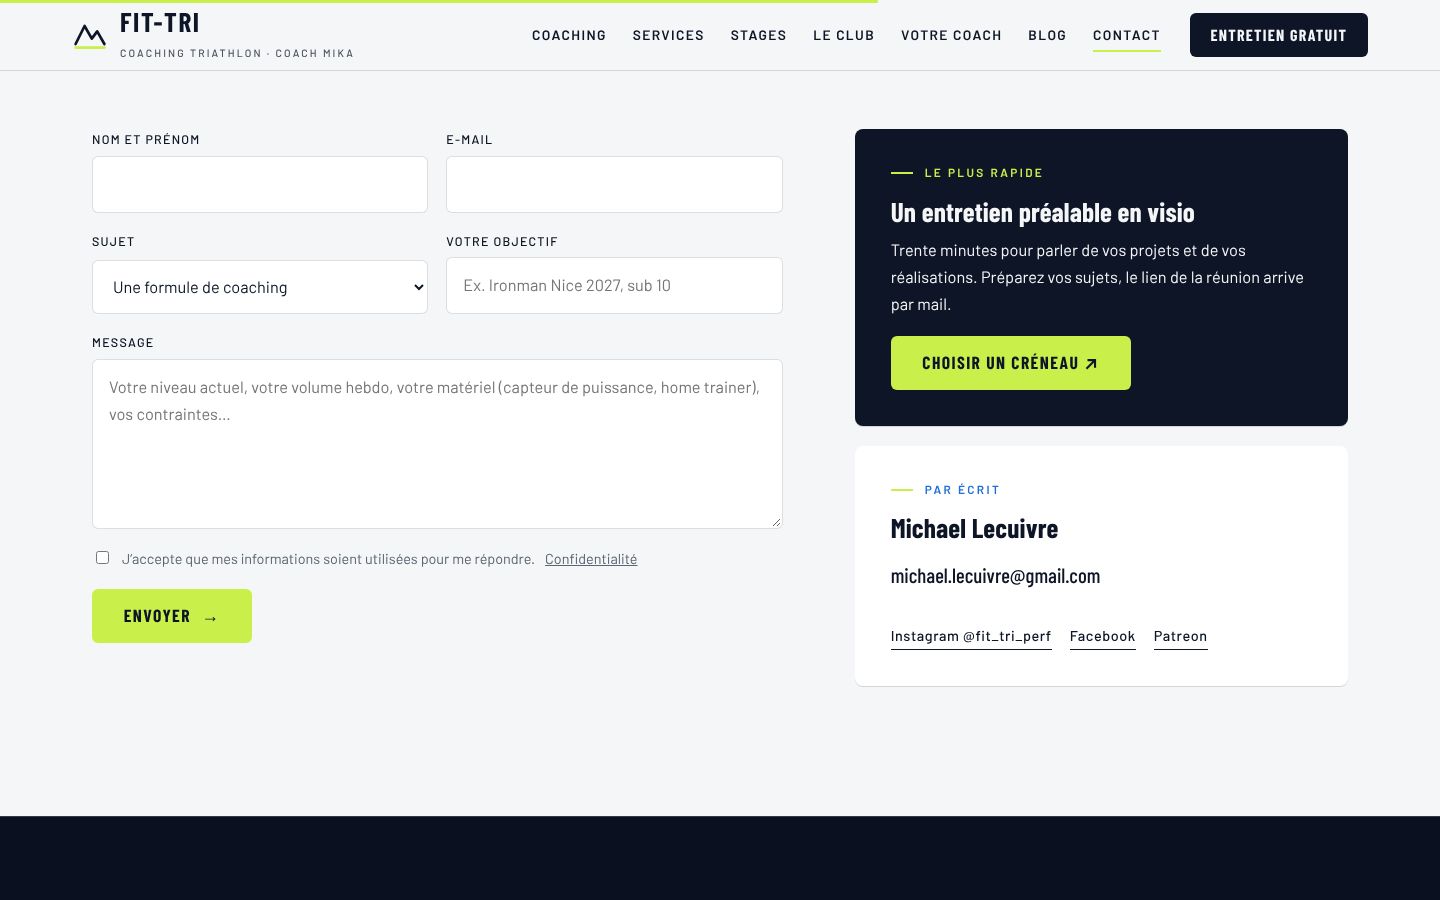 FIT-TRI
COACHING TRIATHLON · COACH MIKA
COACHING
SERVICES
STAGES
LE CLUB
VOTRE COACH
BLOG
CONTACT
ENTRETIEN GRATUIT
NOM ET PRÉNOM
E-MAIL
SUJET
VOTRE OBJECTIF
Une formule de coaching
Ex. Ironman Nice 2027, sub 10
MESSAGE
Votre niveau actuel, votre volume hebdo, votre matériel (capteur de puissance, home trainer),
vos contraintes…
J’accepte que mes informations soient utilisées pour me répondre. Confidentialité
ENVOYER →
LE PLUS RAPIDE
Un entretien préalable en visio
Trente minutes pour parler de vos projets et de vos
réalisations. Préparez vos sujets, le lien de la réunion arrive
par mail.
CHOISIR UN CRÉNEAU ↗
PAR ÉCRIT
Michael Lecuivre
michael.lecuivre@gmail.com
Instagram @fit_tri_perf
Facebook
Patreon